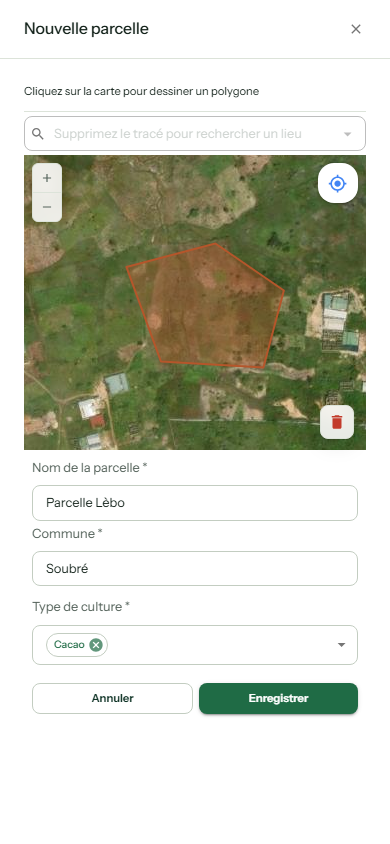 Nouvelle parcelle
Cliquez sur la carte pour dessiner un polygone
Supprimez le tracé pour rechercher un lieu
+
−
Nom de la parcelle *
Parcelle Lèbo
Commune *
Soubré
Type de culture *
Cacao
Annuler
Enregistrer